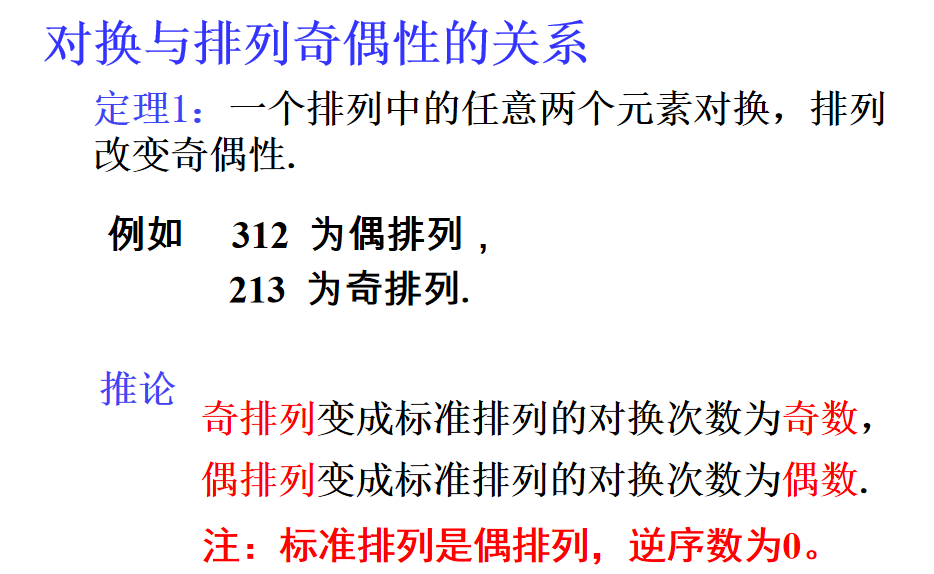 对换与排列奇偶性的关系
定理1：一个排列中的任意两个元素对换，排列
改变奇偶性.
例如 312 为偶排列，
213 为奇排列.
推论
奇排列变成标准排列的对换次数为奇数，
偶排列变成标准排列的对换次数为偶数.
注：标准排列是偶排列，逆序数为0。